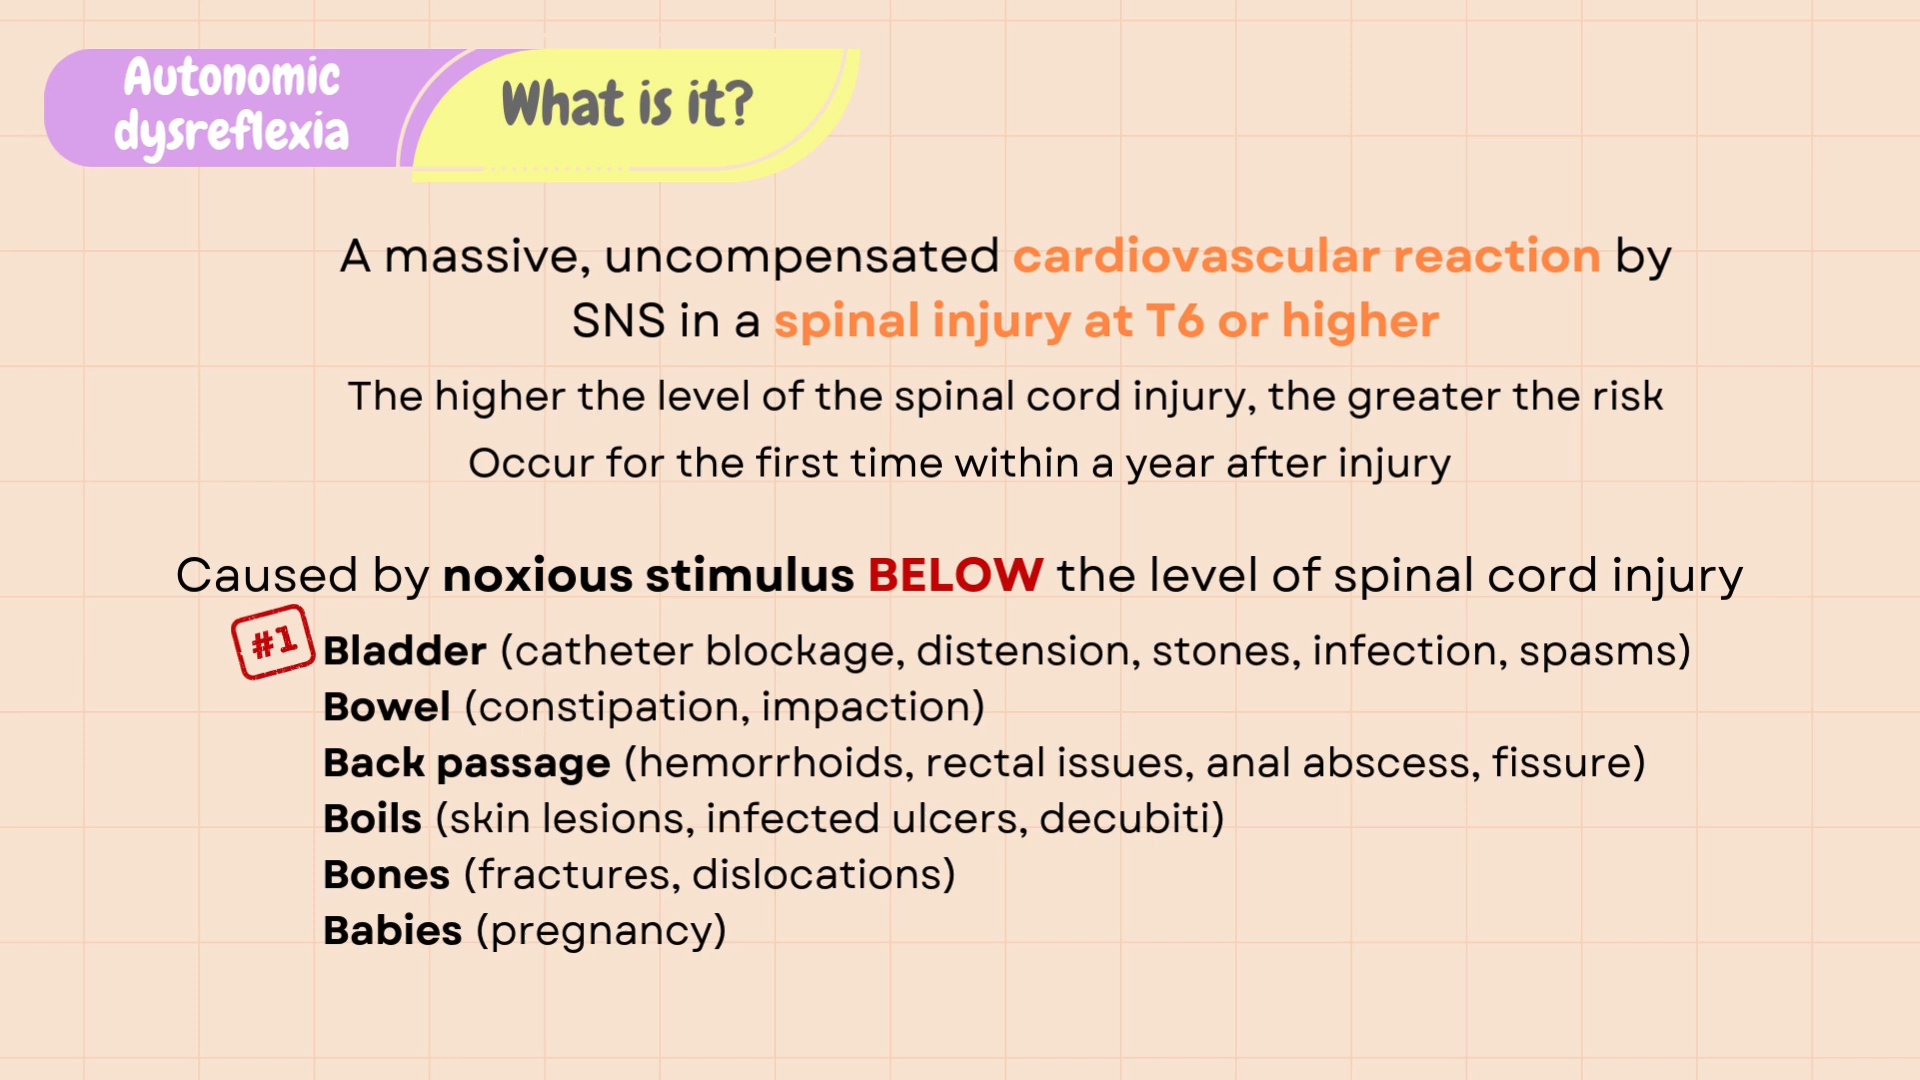 Autonomic
dysreflexia
What is it?
A massive, uncompensated cardiovascular reaction by
SNS in a spinal injury at T6 or higher
The higher the level of the spinal cord injury, the greater the risk
Occur for the first time within a year after injury
Caused by noxious stimulus BELOW the level of spinal cord injury
#1
Bladder (catheter blockage, distension, stones, infection, spasms)
Bowel (constipation, impaction)
Back passage (hemorrhoids, rectal issues, anal abscess, fissure)
Boils (skin lesions, infected ulcers, decubiti)
Bones (fractures, dislocations)
Babies (pregnancy)